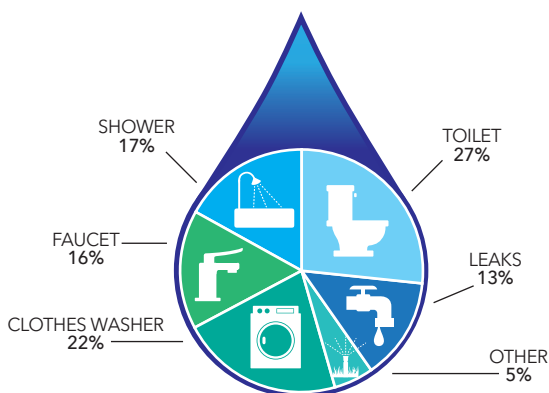 SHOWER
17%
TOILET
27%
FAUCET
16%
LEAKS
13%
CLOTHES WASHER
22%
OTHER
5%